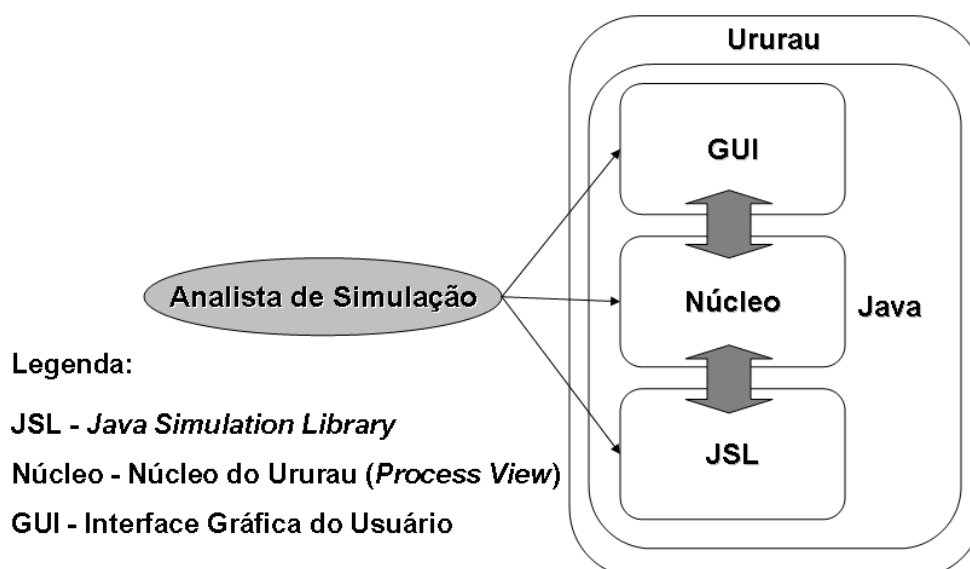 Ururau
GUI
Analista de Simulação
Núcleo
Java
JSL
Legenda:
JSL - Java Simulation Library
Núcleo - Núcleo do Ururau (Process View)
GUI - Interface Gráfica do Usuário